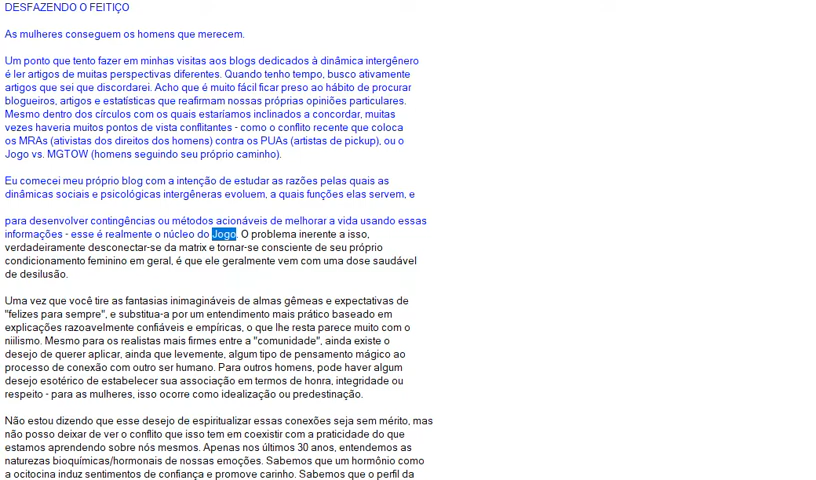 DESFAZENDO O FEITIÇO
As mulheres conseguem os homens que merecem.
Um ponto que tento fazer em minhas visitas aos blogs dedicados à dinâmica intergênero
é ler artigos de muitas perspectivas diferentes. Quando tenho tempo, busco ativamente
artigos que sei que discordarei. Acho que é muito fácil ficar preso ao hábito de procurar
blogueiros, artigos e estatísticas que reafirmam nossas próprias opiniões particulares.
Mesmo dentro dos círculos com os quais estaríamos inclinados a concordar, muitas
vezes haveria muitos pontos de vista conflitantes - como o conflito recente que coloca
os MRAs (ativistas dos direitos dos homens) contra os PUAs (artistas de pickup), ou o
Jogo vs. MGTOW (homens seguindo seu próprio caminho).
Eu comecei meu próprio blog com a intenção de estudar as razões pelas quais as
dinâmicas sociais e psicológicas intergêneras evoluem, a quais funções elas servem, e
para desenvolver contingências ou métodos acionáveis de melhorar a vida usando essas
informações - esse é realmente o núcleo do Jogo. O problema inerente a isso,
verdadeiramente desconectar-se da matrix e tornar-se consciente de seu próprio
condicionamento feminino em geral, é que ele geralmente vem com uma dose saudável
de desilusão.
Uma vez que você tire as fantasias inimagináveis de almas gêmeas e expectativas de
"felizes para sempre", e substitua-a por um entendimento mais prático baseado em
explicações razoavelmente confiáveis e empíricas, o que lhe resta parece muito com o
niilismo. Mesmo para os realistas mais firmes entre a "comunidade", ainda existe o
desejo de querer aplicar, ainda que levemente, algum tipo de pensamento mágico ao
processo de conexão com outro ser humano. Para outros homens, pode haver algum
desejo esotérico de estabelecer sua associação em termos de honra, integridade ou
respeito - para as mulheres, isso ocorre como idealização ou predestinação.
Não estou dizendo que esse desejo de espiritualizar essas conexões seja sem mérito, mas
não posso deixar de ver o conflito que isso tem em coexistir com a praticidade do que
estamos aprendendo sobre nós mesmos. Apenas nos últimos 30 anos, entendemos as
naturezas bioquímicas/hormonais de nossas emoções. Sabemos que um hormônio como
a ocitocina induz sentimentos de confiança e promove carinho. Sabemos que o perfil da